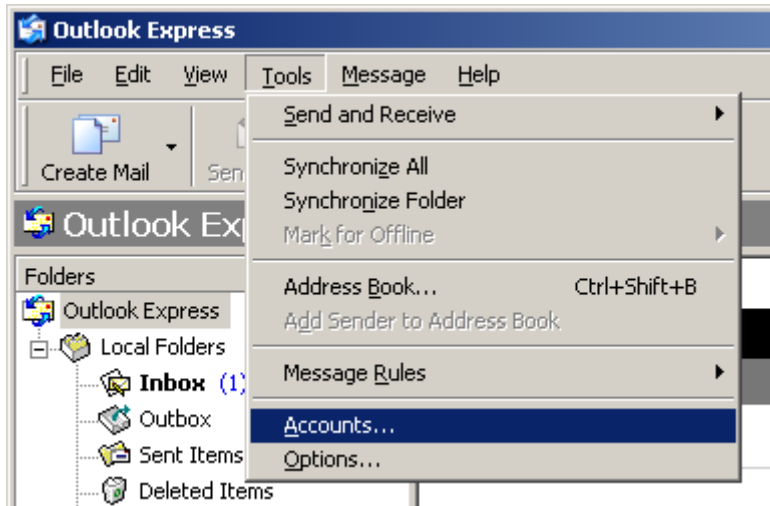 Outlook Express
File Edit View Tools Message Help
Send and Receive
Create Mail
Synchronize All
Synchronize Folder
Mark for Offline
Address Book... Ctrl+Shift+B
Add Sender to Address Book
Message Rules
Accounts...
Options...
Outlook
Folders
Outlook Express
Local Folders
Inbox (1)
Outbox
Sent Items
Deleted Items